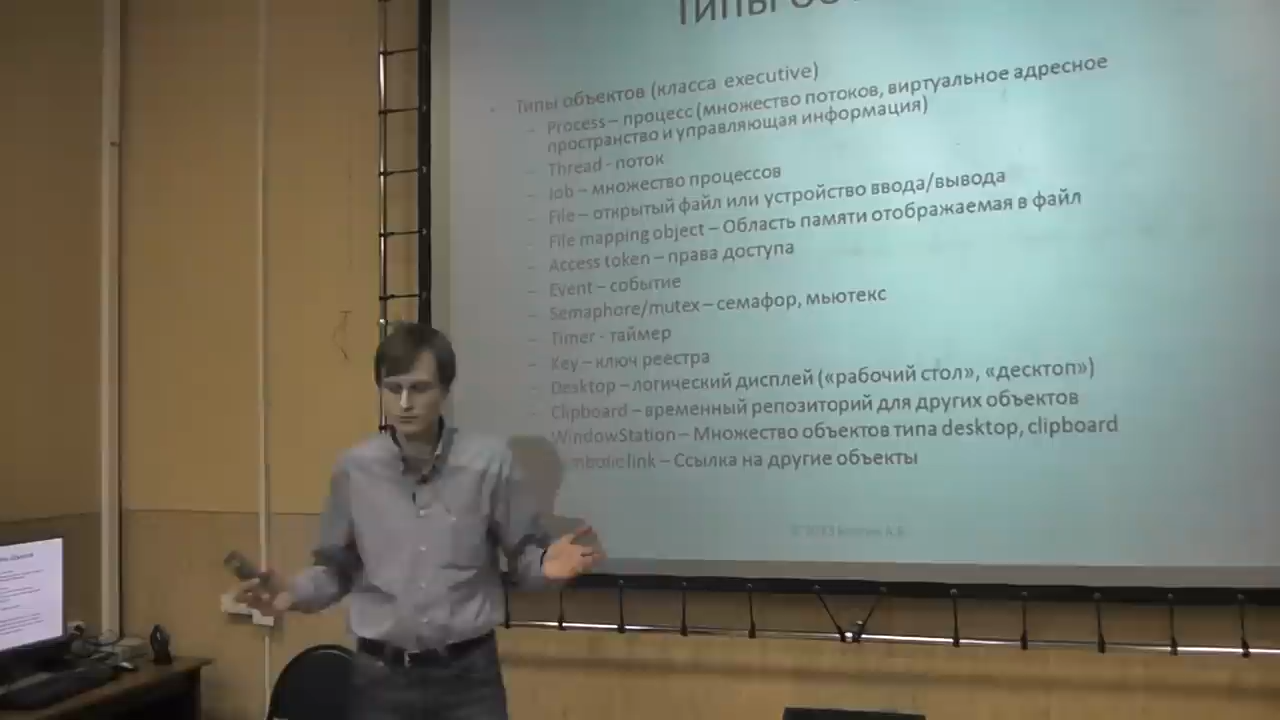 Типы
Типы объектов (класса executive)
- Process – процесс (множество потоков, виртуальное адресное
пространство и управляющая информация)
- Thread - поток
- Job – множество процессов
- File – открытый файл или устройство ввода/вывода
- File mapping object – Область памяти отображаемая в файл
- Access token – права доступа
- Event – событие
- Semaphore/mutex – семафор, мьютекс
- Timer - таймер
- Key – ключ реестра
- Desktop – логический дисплей («рабочий стол», «десктоп»)
- Clipboard – временный репозиторий для других объектов
WindowStation – Множество объектов типа desktop, clipboard
link – Ссылка на другие объекты